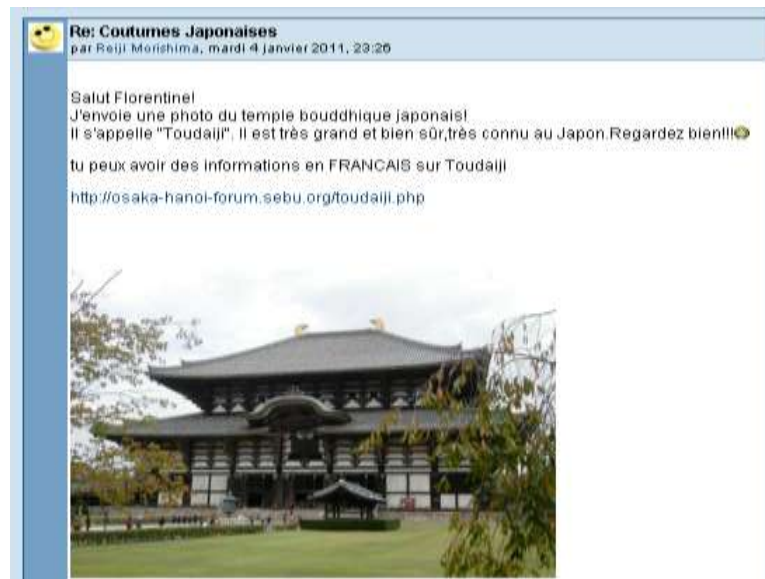 Re: Coutumes Japonaises
par Reiji Morishima, mardi 4 janvier 2011, 23:26
Salut Florentine!
J'envoie une photo du temple bouddhique japonais!
Il s'appelle "Toudaiji". Il est très grand et bien sûr,très connu au Japon.Regardez bien!!!
tu peux avoir des informations en FRANCAIS sur Toudaiji
http://osaka-hanoi-forum.sebu.org/toudaiji.php